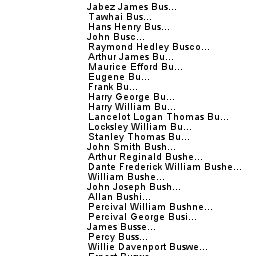 Jabez James Bus...
Tawhai Bus...
Hans Henry Bus...
John Busc...
Raymond Hedley Busco...
Arthur James Bu...
Maurice Efford Bu...
Eugene Bu...
Frank Bu...
Harry George Bu...
Harry William Bu...
Lancelot Logan Thomas Bu...
Locksley William Bu...
Stanley Thomas Bu...
John Smith Bush...
Arthur Reginald Bushe...
Dante Frederick William Bushe...
William Bushe...
John Joseph Bush...
Allan Bushi...
Percival William Bushne...
Percival George Busi...
James Busse...
Percy Buss...
Willie Davenport Buswe...